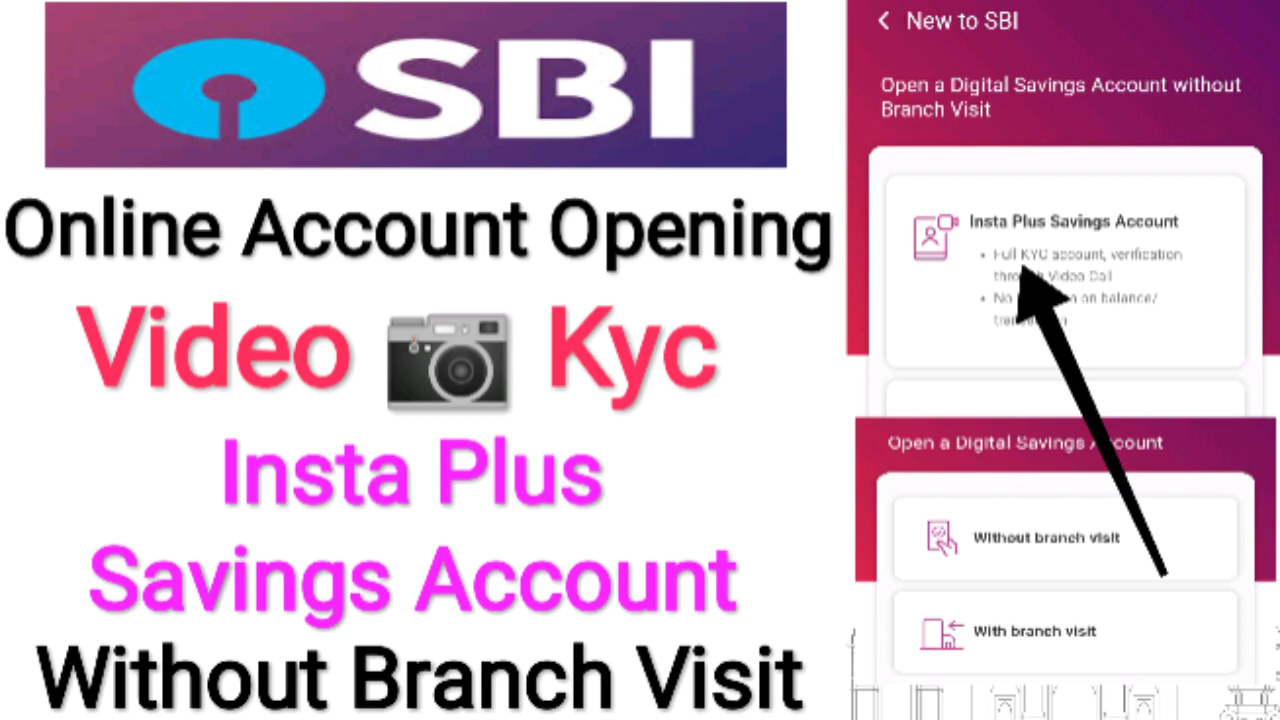 SBI
Online Account Opening
Video Kyc
Insta Plus
Savings Account
Without Branch Visit
New to SBI
Open a Digital Savings Account without
Branch Visit
Insta Plus Savings Account
Full KYC account, verification
through Video Call
No on balance/
Open a Digital Savings Account
Without branch visit
With branch visit